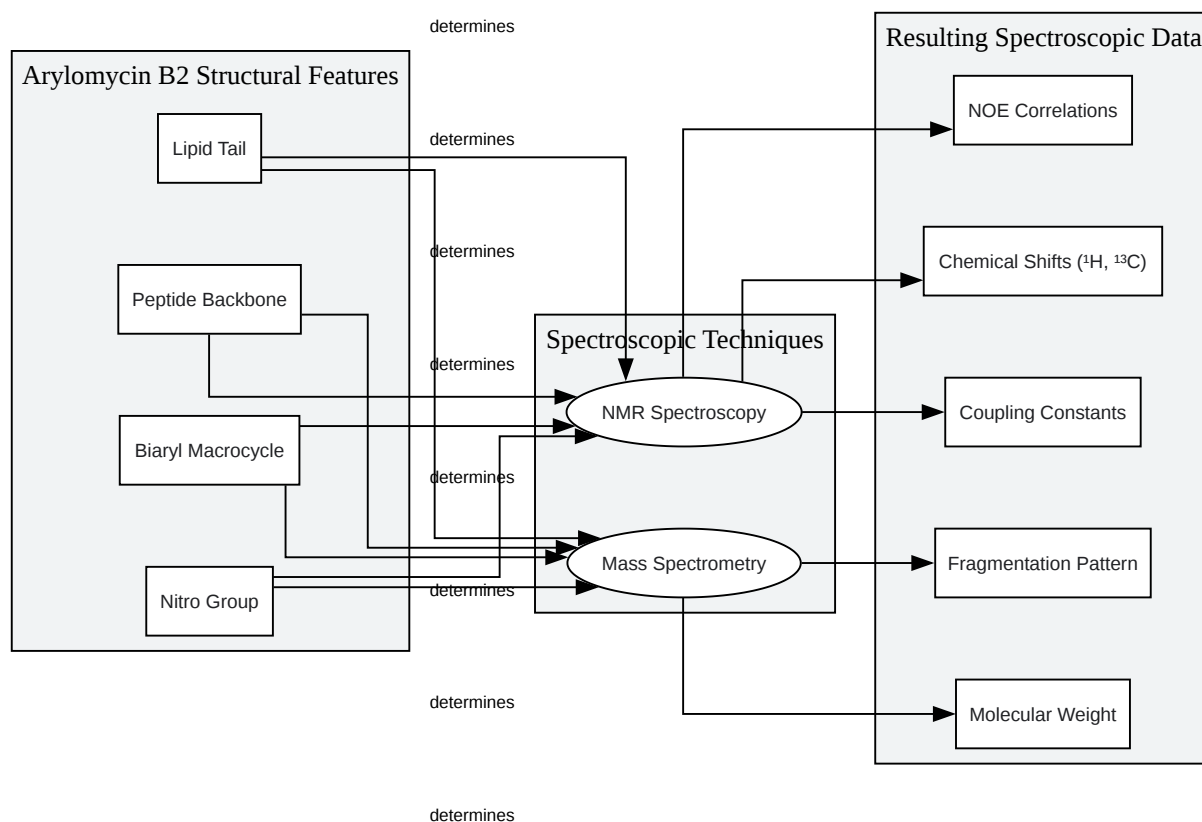 Arylomycin B2 Structural Features
Lipid Tail
Peptide Backbone
Biaryl Macrocycle
Nitro Group
determines
determines
determines
determines
determines
determines
determines
determines
Spectroscopic Techniques
NMR Spectroscopy
Mass Spectrometry
Resulting Spectroscopic Data
NOE Correlations
Chemical Shifts (¹H, ¹³C)
Coupling Constants
Fragmentation Pattern
Molecular Weight